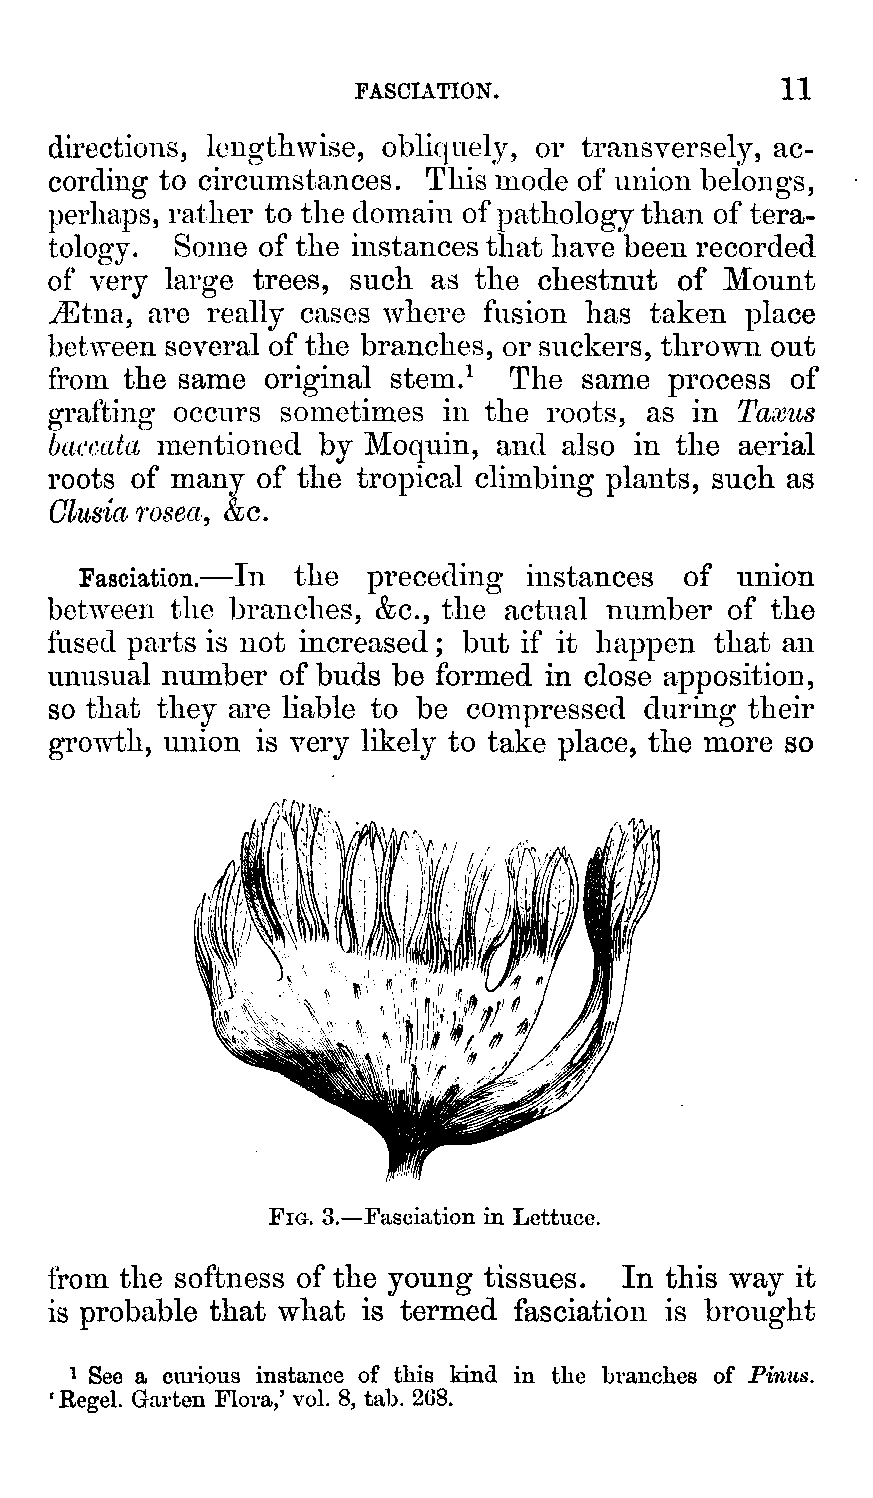 FASCIATION. 11
directions, lengthwise, obliquely, or transversely, ac-
cording to circumstances. This mode of union belongs,
perhaps, rather to the domain of pathology than of tera-
tology. Some of the instances that have been recorded
of very large trees, such as the chestnut of Mount
Ætna, are really cases where fusion has taken place
between several of the branches, or suckers, thrown out
from the same original stem.¹ The same process of
grafting occurs sometimes in the roots, as in Taxus
baccata mentioned by Moquin, and also in the aerial
roots of many of the tropical climbing plants, such as
Clusia rosea, &c.
Fasciation.—In the preceding instances of union
between the branches, &c., the actual number of the
fused parts is not increased; but if it happen that an
unusual number of buds be formed in close apposition,
so that they are liable to be compressed during their
growth, union is very likely to take place, the more so
FIG. 3.—Fasciation in Lettuce.
from the softness of the young tissues. In this way it
is probable that what is termed fasciation is brought
¹ See a curious instance of this kind in the branches of Pinus.
‘Regel. Garten Flora,’ vol. 8, tab. 268.